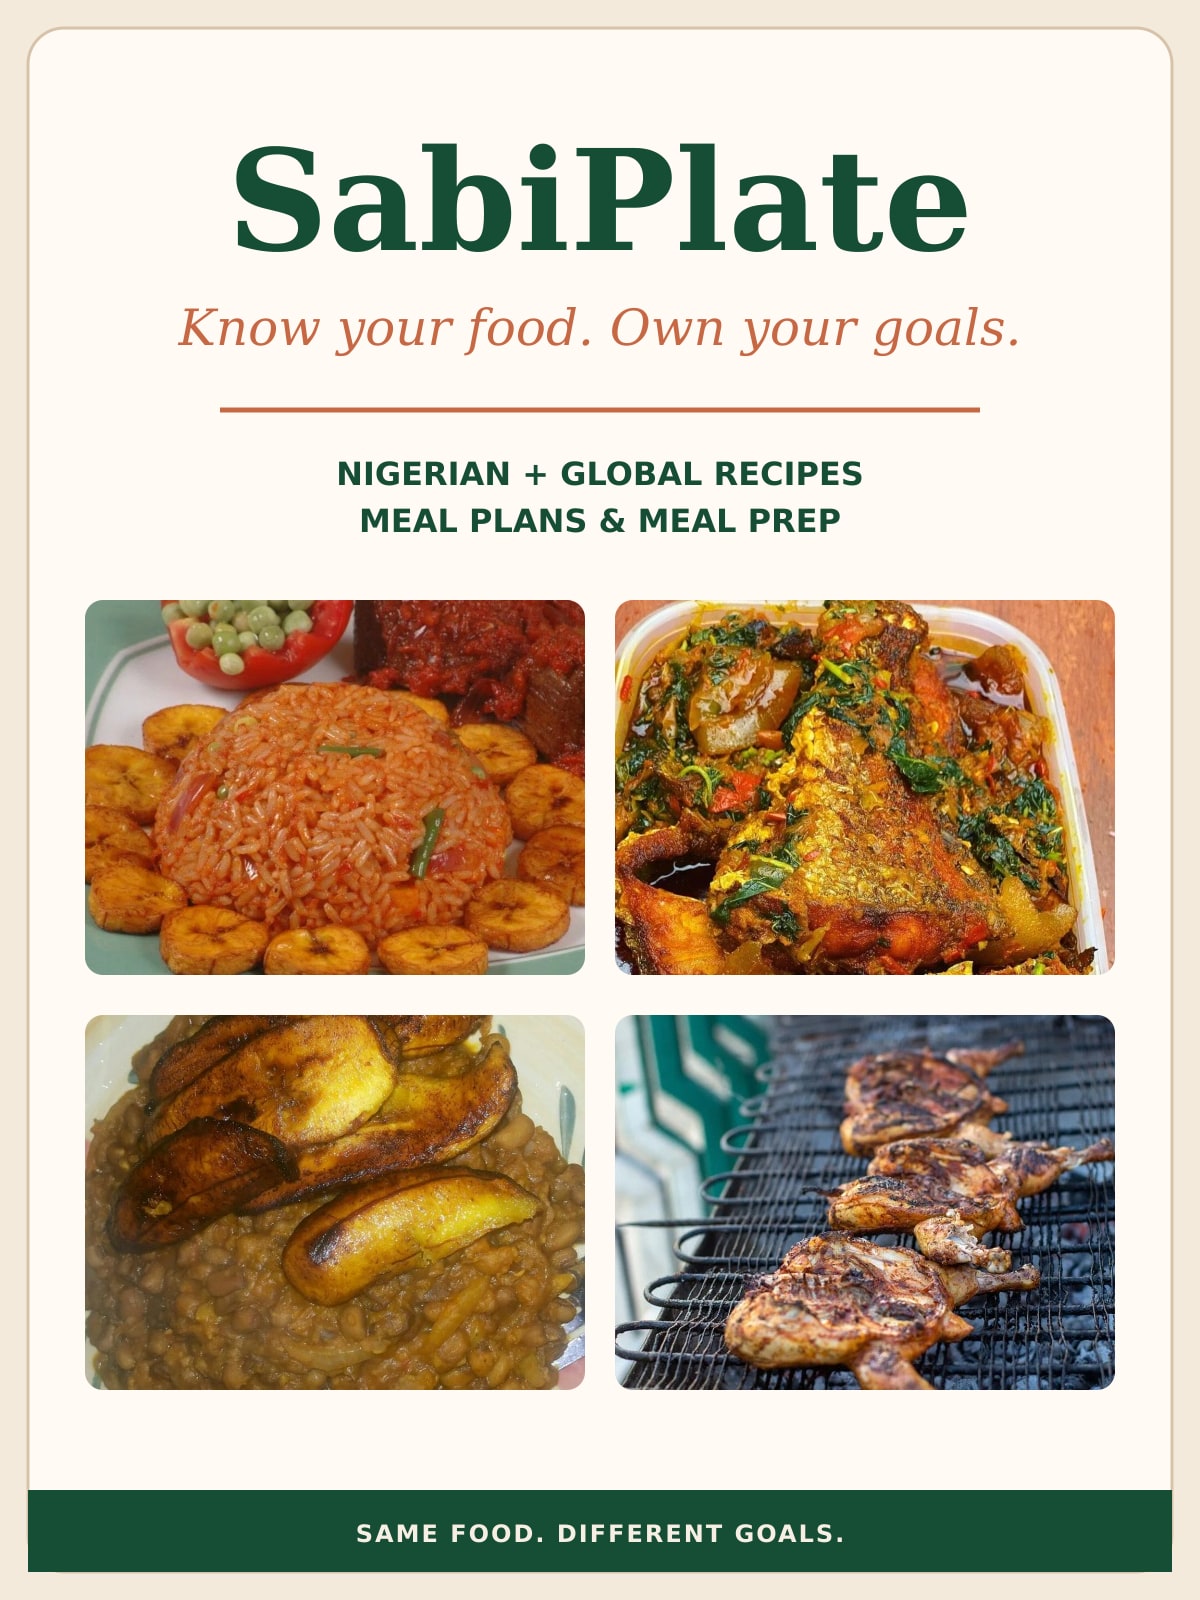 SabiPlate
Know your food. Own your goals.
NIGERIAN + GLOBAL RECIPES
MEAL PLANS & MEAL PREP
SAME FOOD. DIFFERENT GOALS.